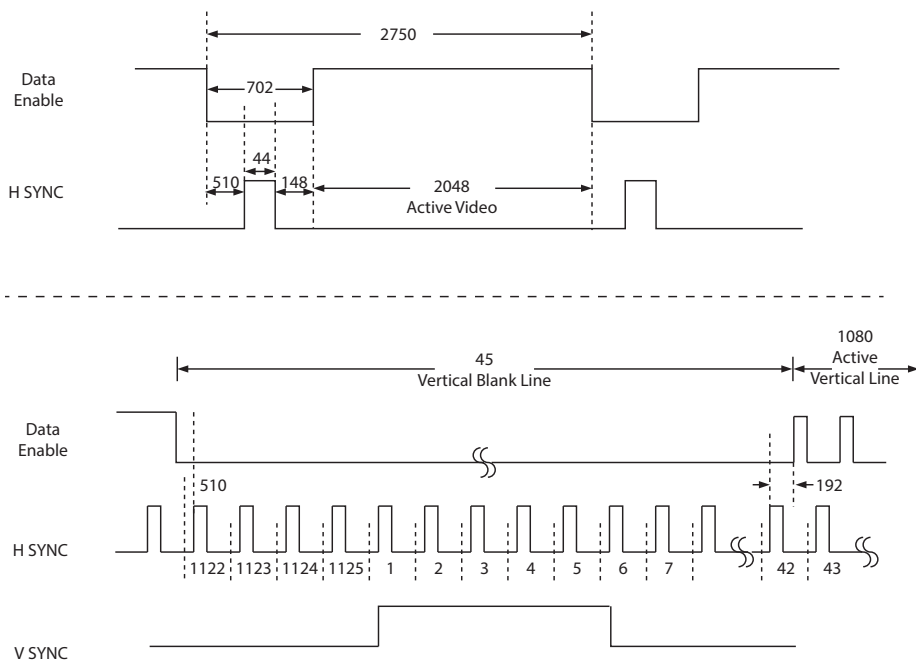 2750
Data
Enable
702
44
510
148
2048
Active Video
H SYNC
45
Vertical Blank Line
1080
Active
Vertical Line
Data
Enable
510
192
H SYNC
1122 1123 1124 1125 1 2 3 4 5 6 7 42 43
V SYNC